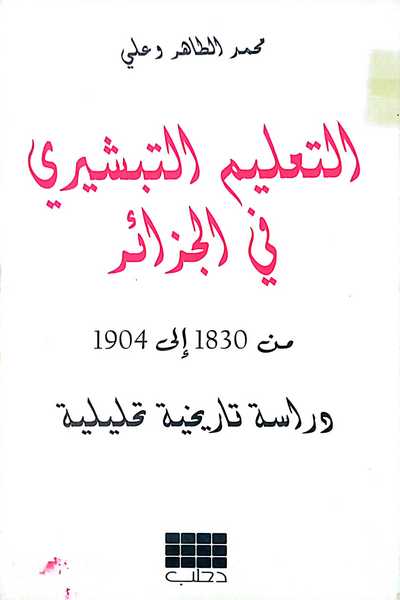 محمد الطاهر وعلي
التعليم التبشيري
في الجزائر
من 1830 إلى 1904
دراسة تاريخية تحليلية
دحلب